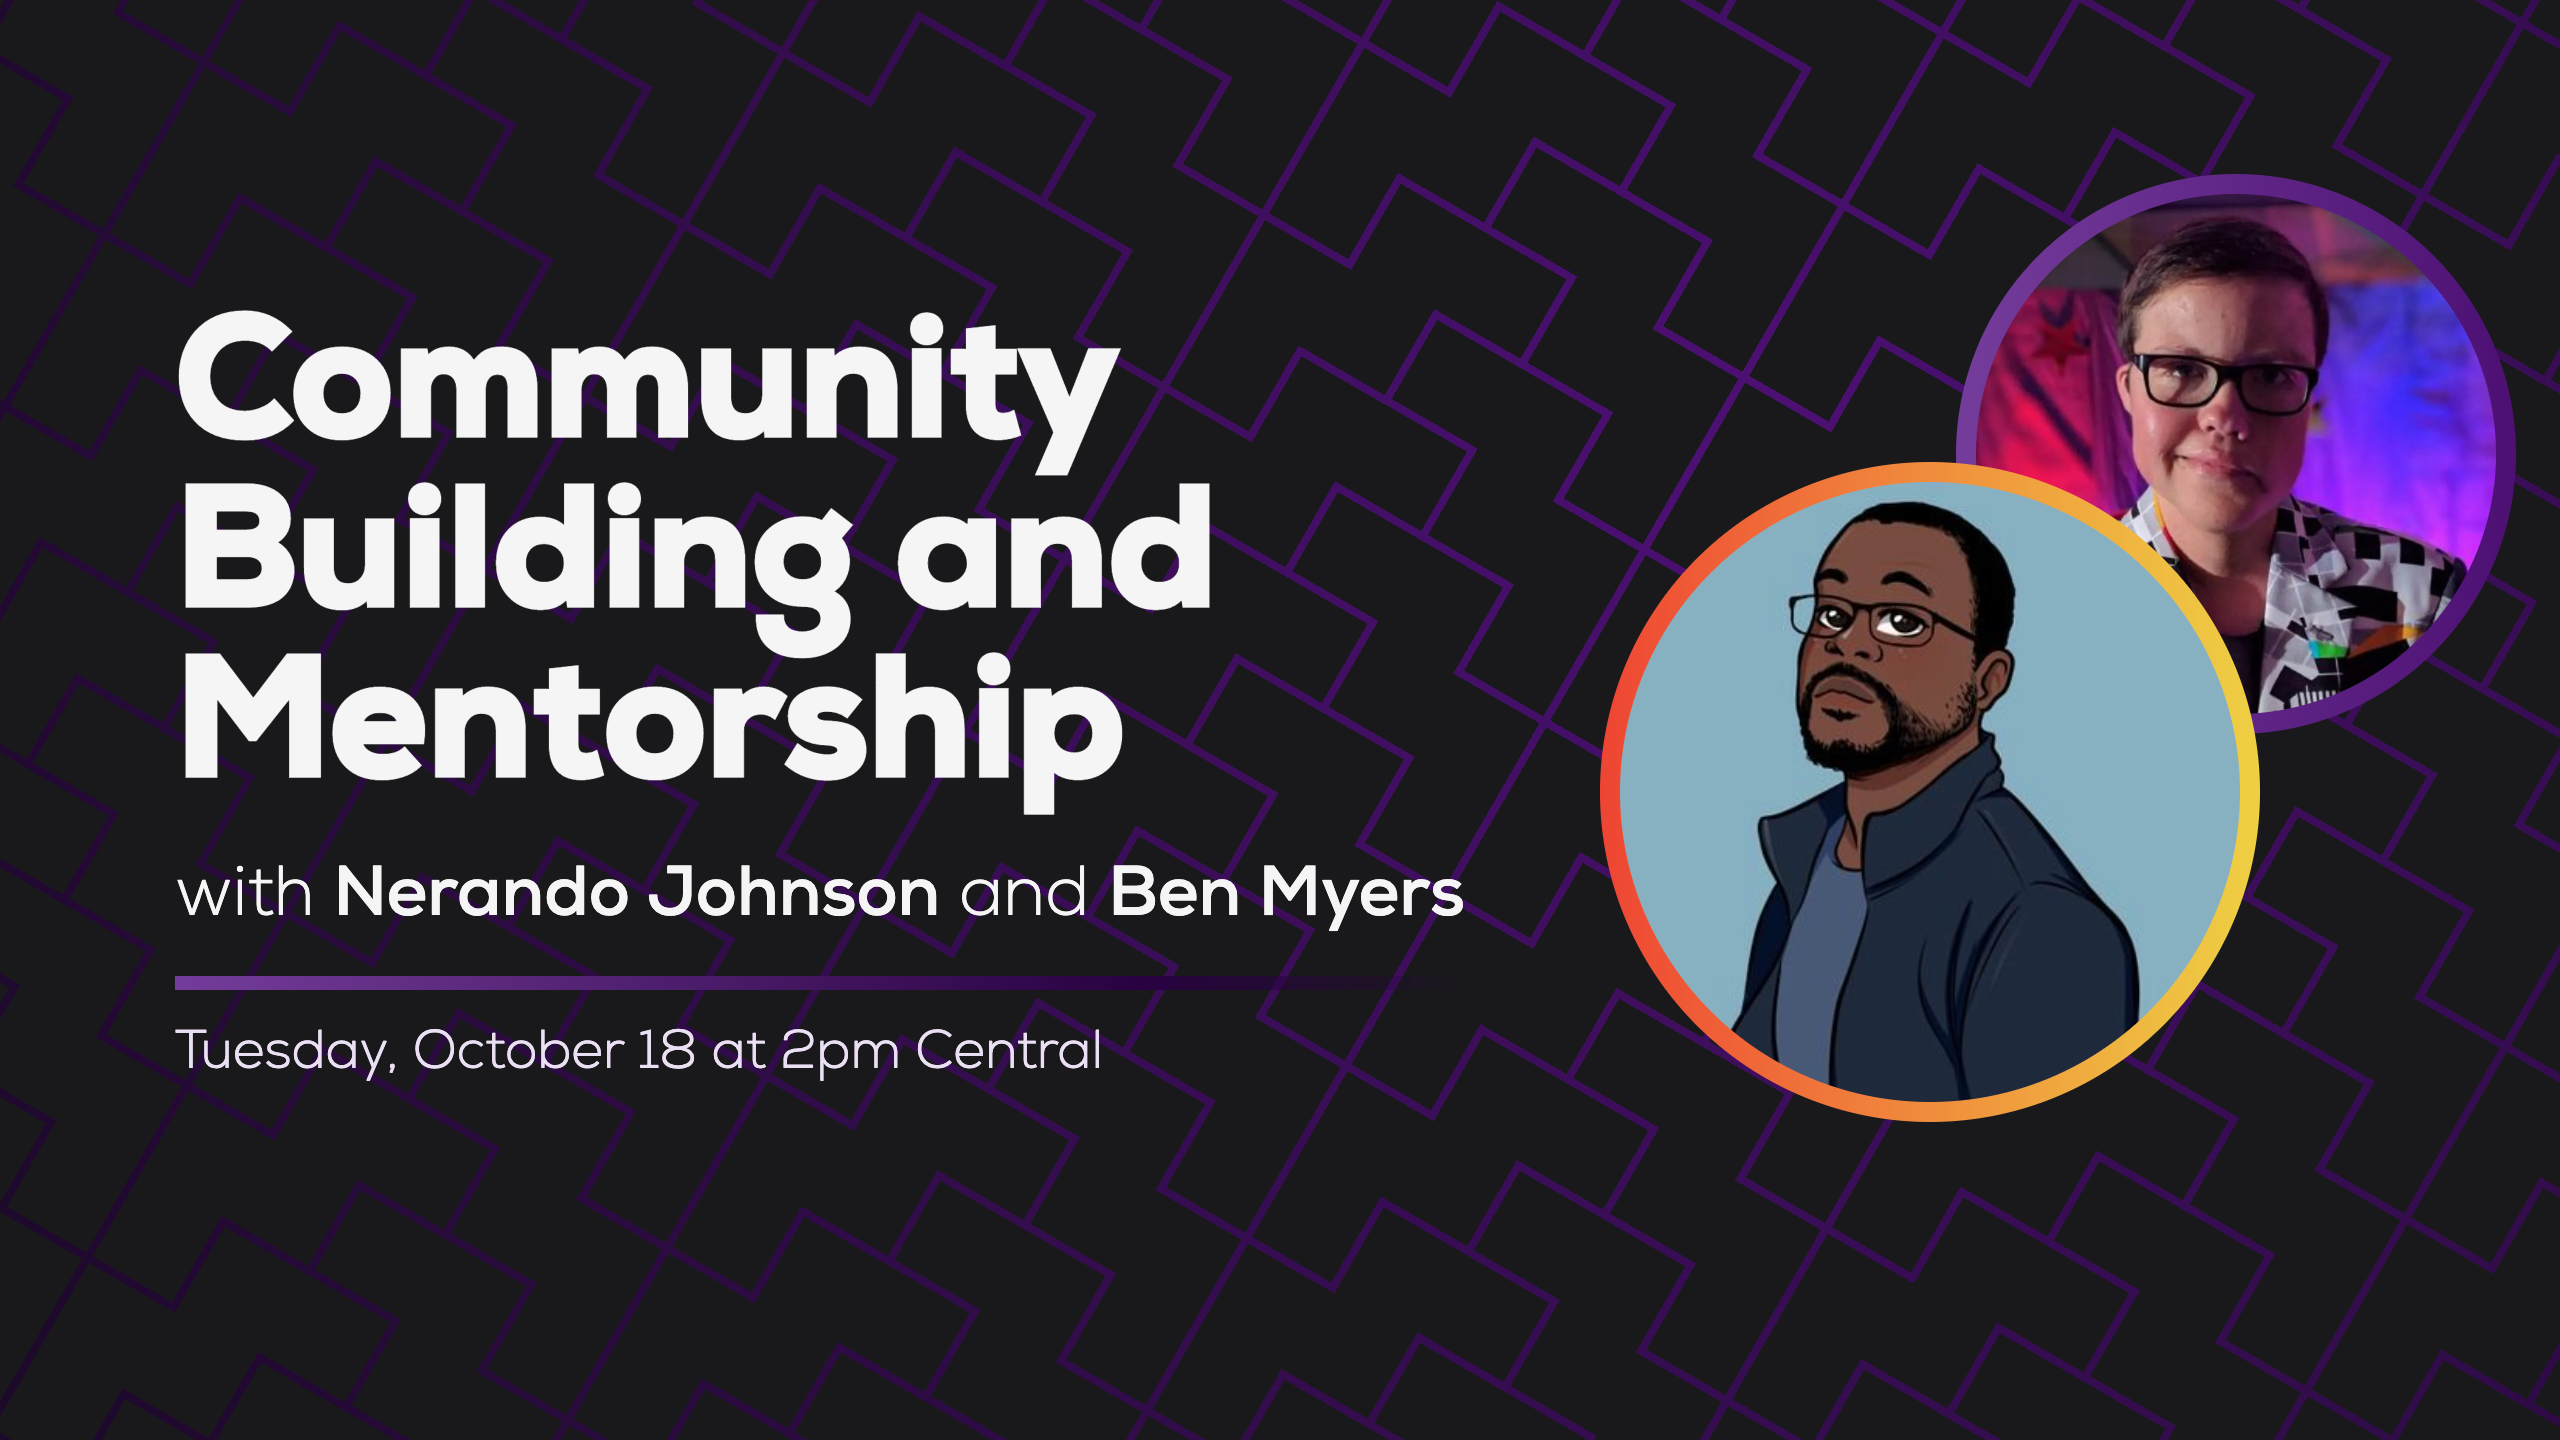 Community
Building and
Mentorship
with Nerando Johnson and Ben Myers
Tuesday, October 18 at 2pm Central